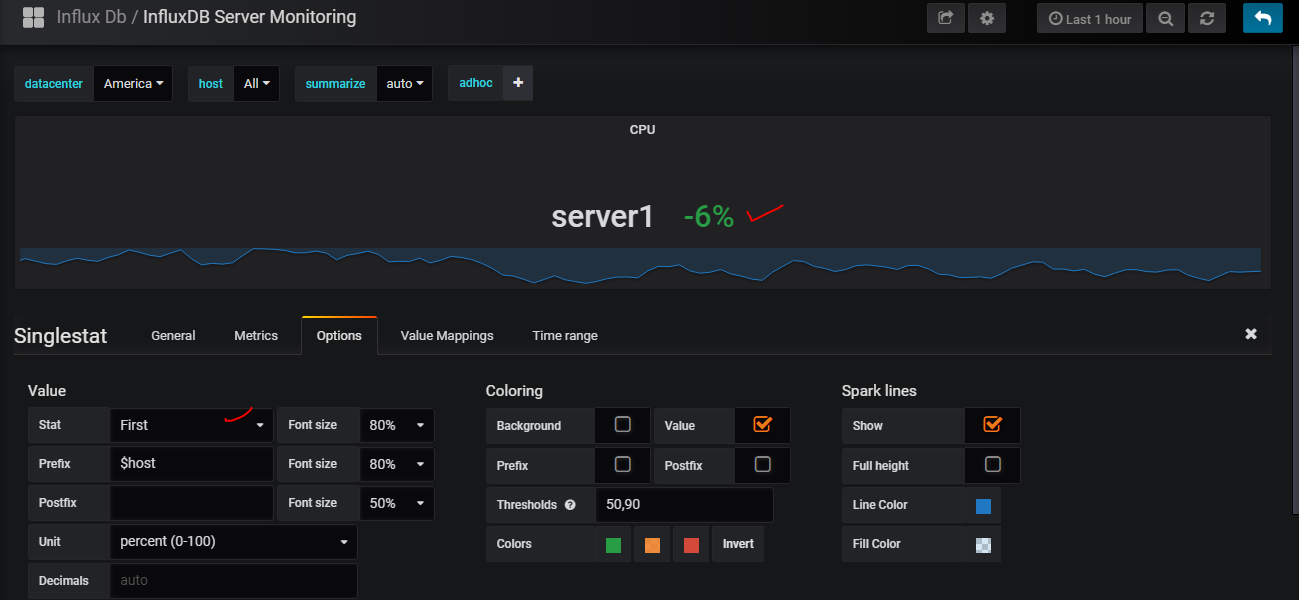 Influx Db / InfluxDB Server Monitoring
Last 1 hour
datacenter America host All summarize auto adhoc +
CPU
server1 -6%
Singlestat General Metrics Options Value Mappings Time range
Value Coloring Spark lines
Stat First Font size 80% Background Value Show
Prefix $host Font size 80% Prefix Postfix Full height
Postfix Font size 50% Thresholds 50,90 Line Color
Unit percent (0-100) Colors Invert Fill Color
Decimals auto